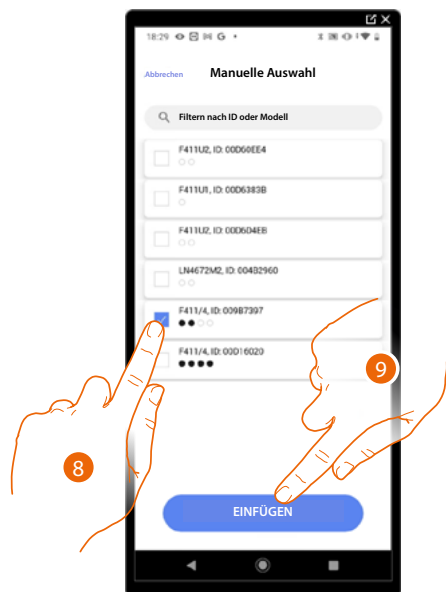 18:29 G
Abbrechen Manuelle Auswahl
Filtern nach ID oder Modell
F411U2, ID: 00D60EE4
F411U1, ID: 00D6383B
F411U2, ID: 00D604EB
LN4672M2, ID: 004B2960
F411/4, ID: 009B7397
F411/4, ID: 00D16020
9
8
EINFÜGEN